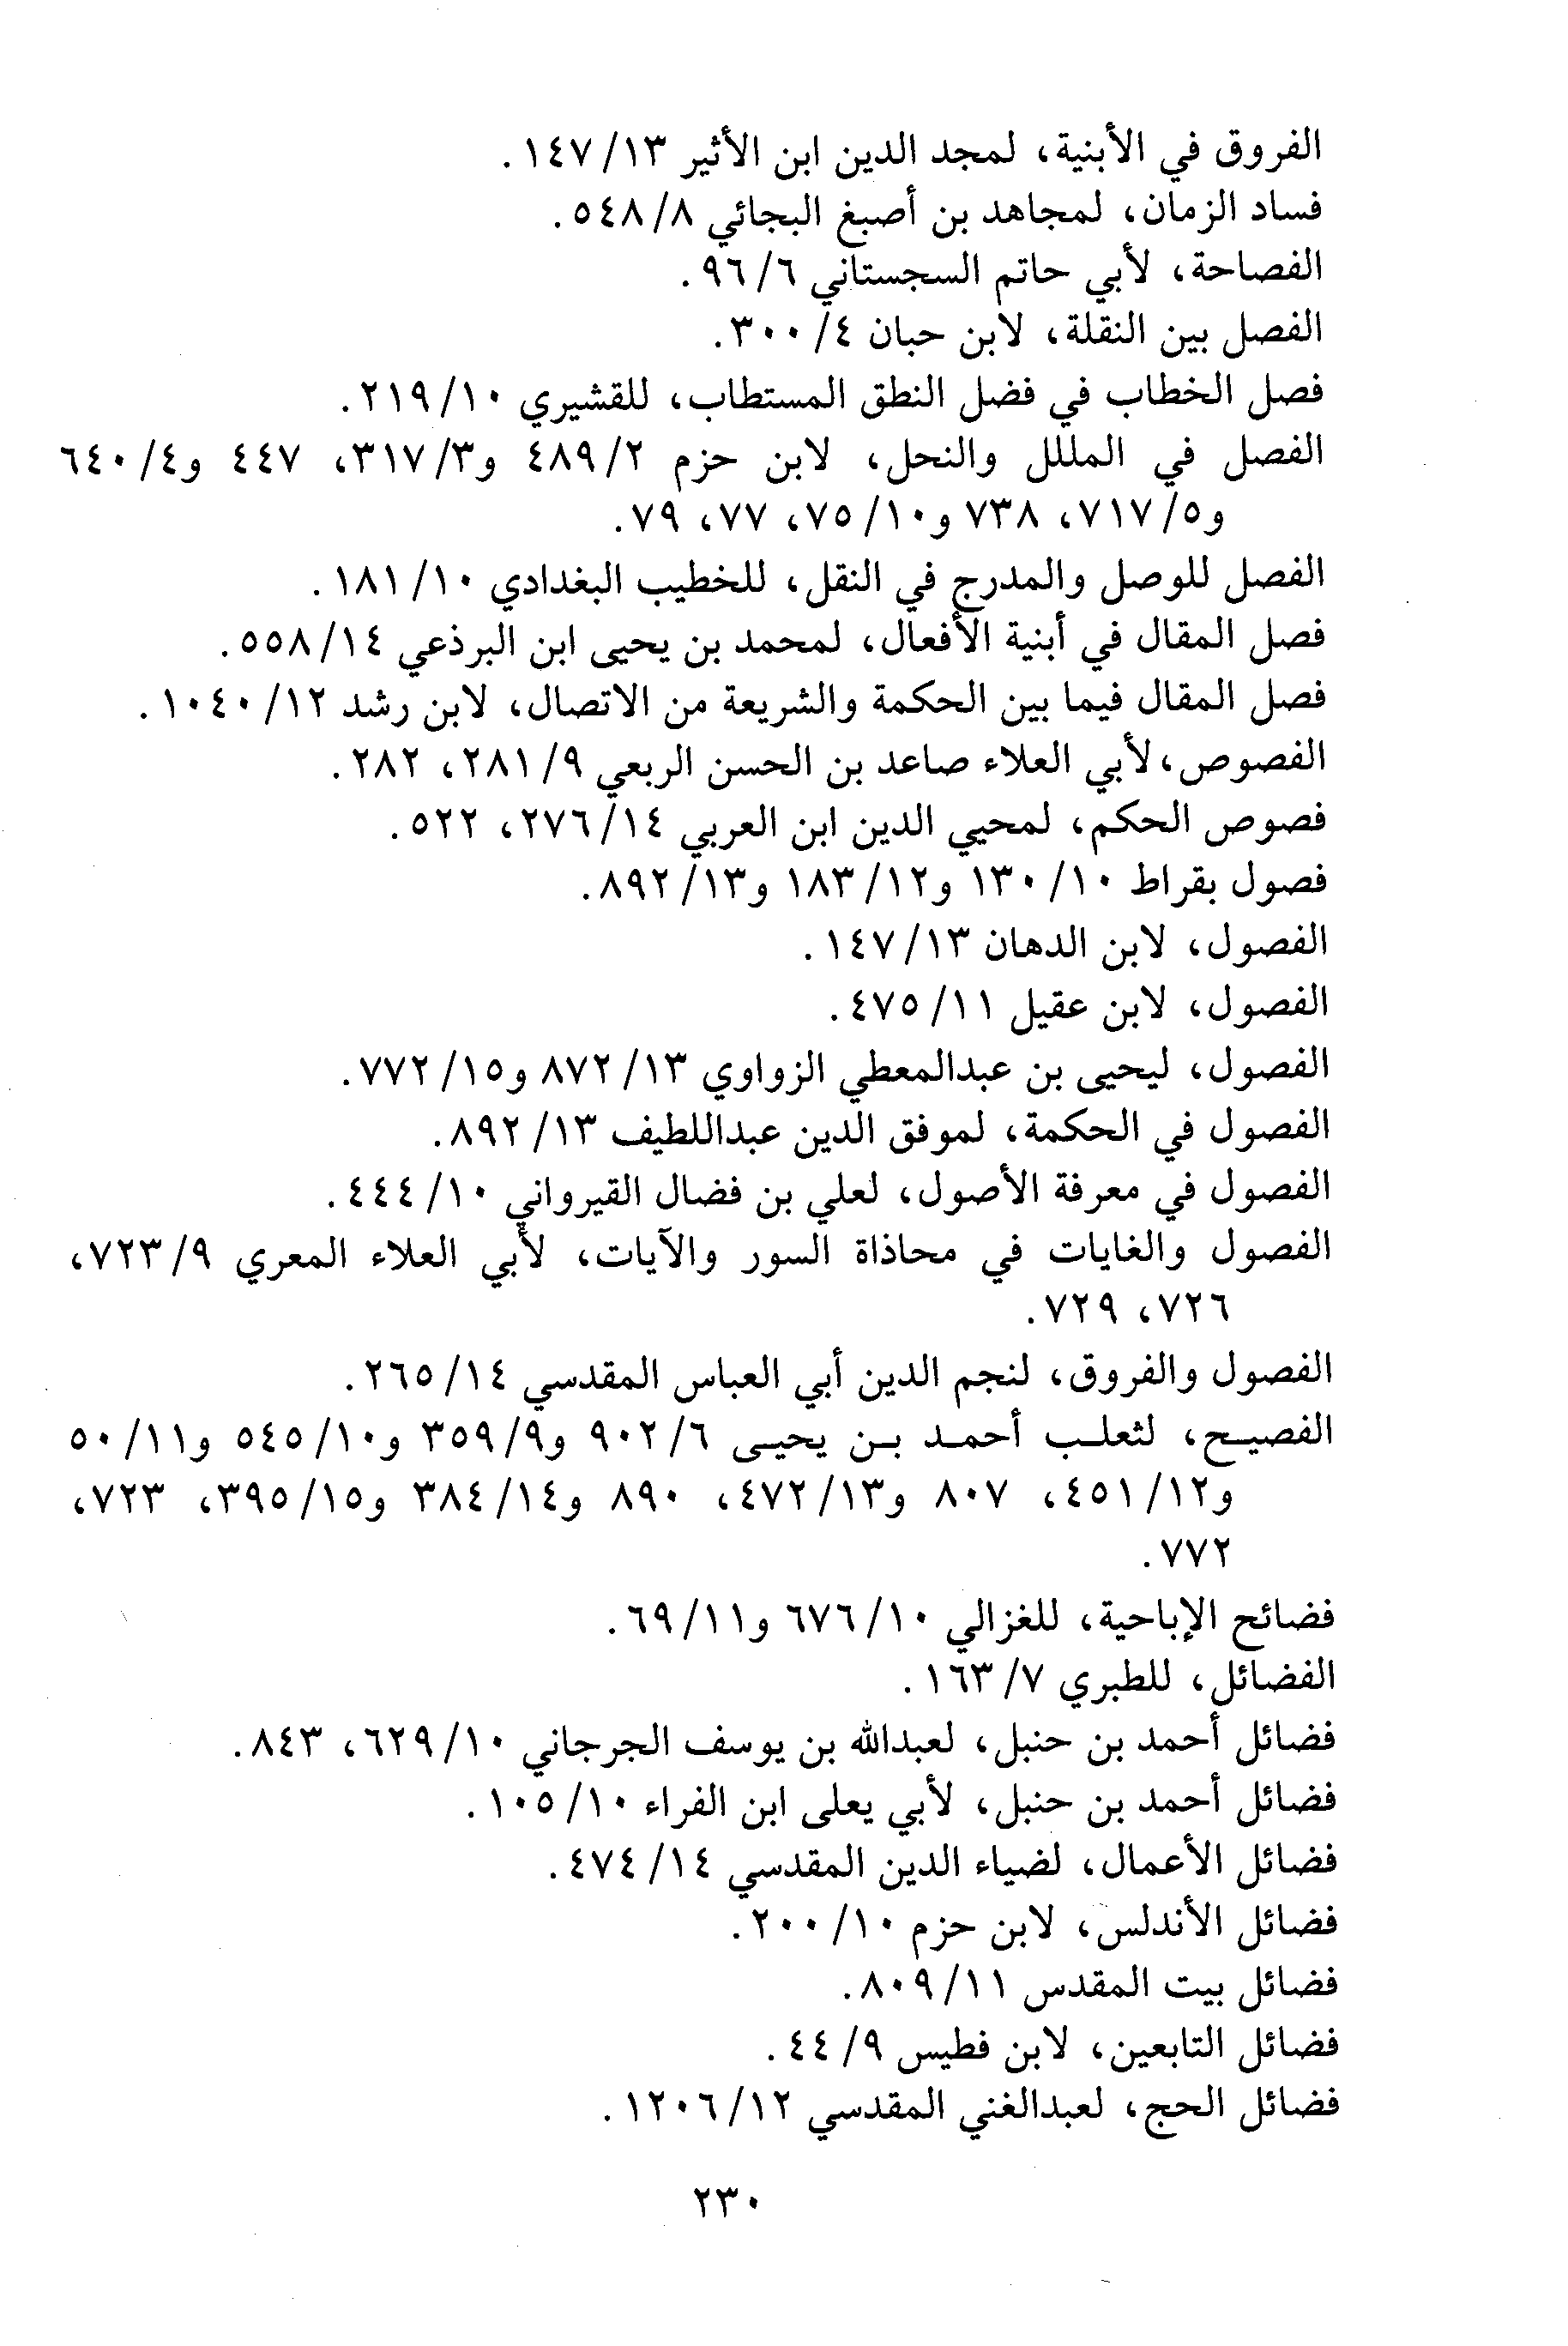 الفروق في الأبنية، لمجد الدين ابن الأثير ١٣/ ١٤٧.
فساد الزمان، لمجاهد بن أصبغ البجائي ٨/ ٥٤٨.
الفصاحة، لأبي حاتم السجستاني ٦/ ٩٦.
الفصل بين النقلة، لابن حبان ٤/ ٣٠٠.
فصل الخطاب في فضل النطق المستطاب، للقشيري ١٠/ ٢١٩.
الفصل في المللل والنحل، لابن حزم ٢/ ٤٨٩ و٣/ ٣١٧، ٤٤٧ و٤/ ٦٤٠
و٥/ ٧١٧، ٧٣٨ و١٠/ ٧٥، ٧٧، ٧٩.
الفصل للوصل والمدرج في النقل، للخطيب البغدادي ١٠/ ١٨١.
فصل المقال في أبنية الأفعال، لمحمد بن يحيى ابن البرذعي ١٤/ ٥٥٨.
فصل المقال فيما بين الحكمة والشريعة من الاتصال، لابن رشد ١٢/ ١٠٤٠.
الفصوص،لأبي العلاء صاعد بن الحسن الربعي ٩/ ٢٨١، ٢٨٢.
فصوص الحكم، لمحيي الدين ابن العربي ١٤/ ٢٧٦، ٥٢٢.
فصول بقراط ١٠/ ١٣٠ و١٢/ ١٨٣ و١٣/ ٨٩٢.
الفصول، لابن الدهان ١٣/ ١٤٧.
الفصول، لابن عقيل ١١/ ٤٧٥.
الفصول، ليحيى بن عبدالمعطي الزواوي ١٣/ ٨٧٢ و١٥/ ٧٧٢.
الفصول في الحكمة، لموفق الدين عبداللطيف ١٣/ ٨٩٢.
الفصول في معرفة الأصول، لعلي بن فضال القيرواني ١٠/ ٤٤٤.
الفصول والغايات في محاذاة السور والآيات، لأبي العلاء المعري ٩/ ٧٢٣،
٧٢٦، ٧٢٩.
الفصول والفروق، لنجم الدين أبي العباس المقدسي ١٤/ ٢٦٥.
الفصيح، لثعلب أحمد بن يحيى ٦/ ٩٠٢ و٩/ ٣٥٩ و١٠/ ٥٤٥ و١١/ ٥٠
و١٢/ ٤٥١، ٨٠٧ و١٣/ ٤٧٢، ٨٩٠ و١٤/ ٣٨٤ و١٥/ ٣٩٥، ٧٢٣،
٧٧٢.
فضائح الإباحية، للغزالي ١٠/ ٦٧٦ و١١/ ٦٩.
الفضائل، للطبري ٧/ ١٦٣.
فضائل أحمد بن حنبل، لعبدالله بن يوسف الجرجاني ١٠/ ٦٢٩، ٨٤٣.
فضائل أحمد بن حنبل، لأبي يعلى ابن الفراء ١٠/ ١٠٥.
فضائل الأعمال، لضياء الدين المقدسي ١٤/ ٤٧٤.
فضائل الأندلس، لابن حزم ١٠/ ٢٠٠.
فضائل بيت المقدس ١١/ ٨٠٩.
فضائل التابعين، لابن فطيس ٩/ ٤٤.
فضائل الحج، لعبدالغني المقدسي ١٢/ ١٢٠٦.
٢٣٠